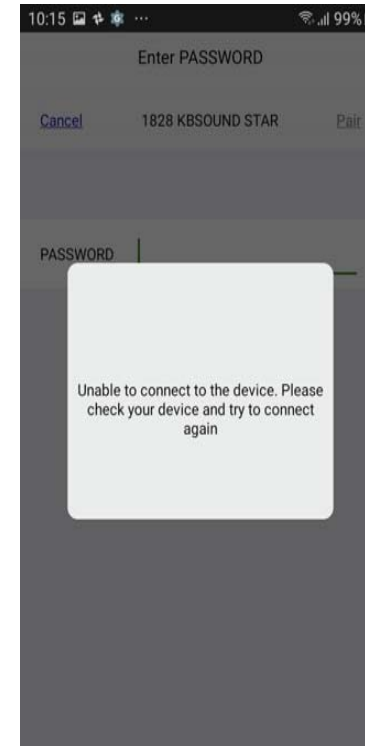 10:15 ... 99%
Enter PASSWORD
Cancel 1828 KBSOUND STAR Pair
PASSWORD
Unable to connect to the device. Please
check your device and try to connect
again